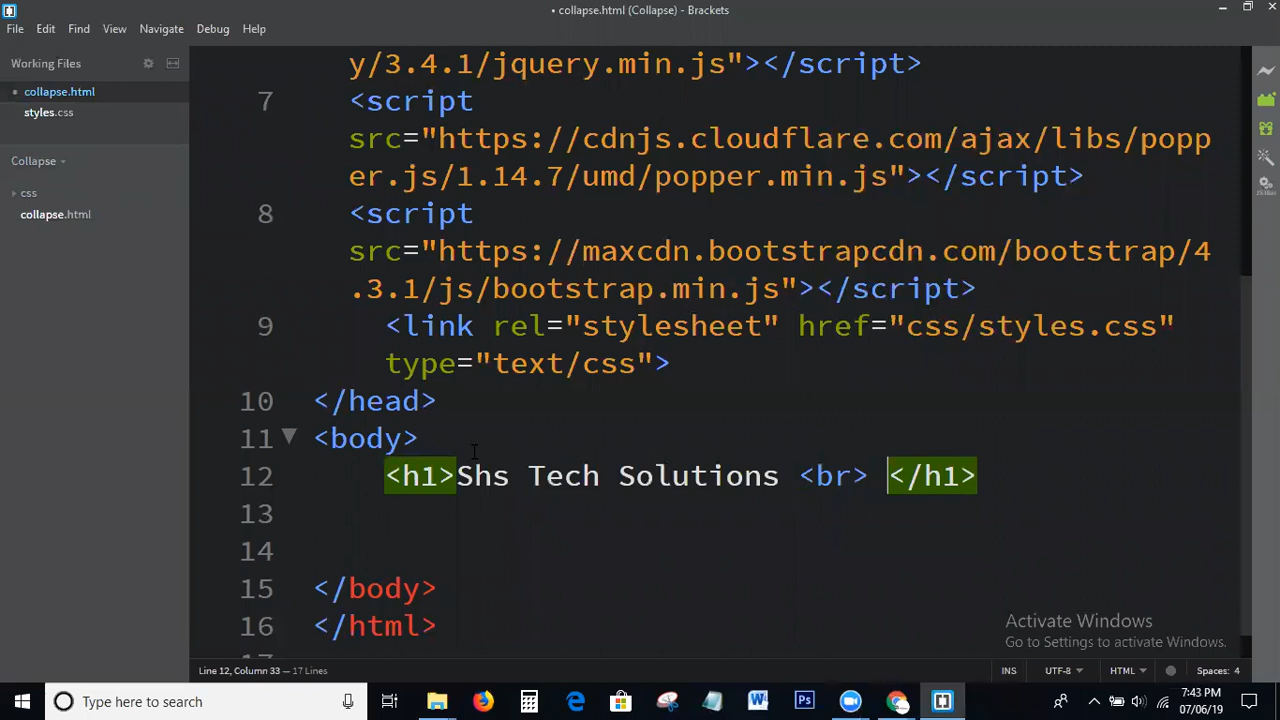 • collapse.html (Collapse) - Brackets
File Edit Find View Navigate Debug Help
Working Files
• collapse.html
styles.css
Collapse
css
collapse.html
y/3.4.1/jquery.min.js"></script>
7 <script
src="https://cdnjs.cloudflare.com/ajax/libs/popp
er.js/1.14.7/umd/popper.min.js"></script>
8 <script
src="https://maxcdn.bootstrapcdn.com/bootstrap/4
.3.1/js/bootstrap.min.js"></script>
9 <link rel="stylesheet" href="css/styles.css"
type="text/css">
10 </head>
11 <body>
12 <h1>Shs Tech Solutions <br> </h1>
13
14
15 </body>
16 </html>
Activate Windows
Go to Settings to activate Windows.
Line 12, Column 33 — 17 Lines
INS UTF-8 HTML Spaces: 4
Type here to search
7:43 PM
07/06/19